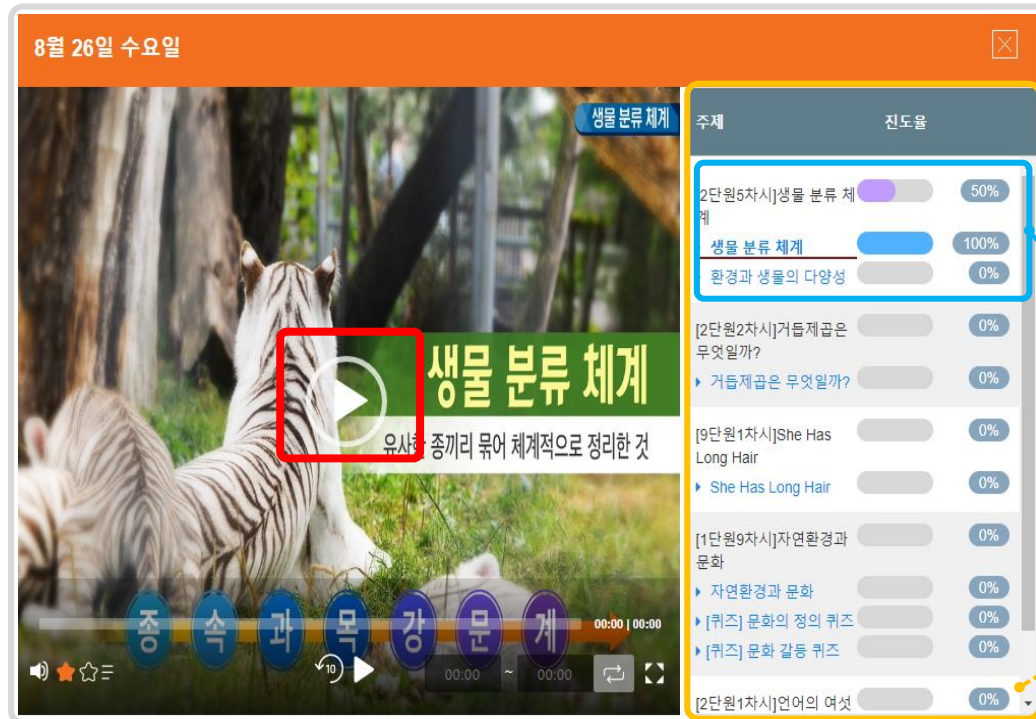 8월 26일 수요일
생물 분류 체계
생물 분류 체계
유사한 종끼리 묶어 체계적으로 정리한 것
종 속 과 목 강 문 계
00:00 | 00:00
10
00:00 ~ 00:00
주제 진도율
[2단원5차시]생물 분류 체 50%
계
생물 분류 체계 100%
환경과 생물의 다양성 0%
[2단원2차시]거듭제곱은 0%
무엇일까?
거듭제곱은 무엇일까? 0%
[9단원1차시]She Has 0%
Long Hair
She Has Long Hair 0%
[1단원9차시]자연환경과 0%
문화
자연환경과 문화 0%
[퀴즈] 문화의 정의 퀴즈 0%
[퀴즈] 문화 갈등 퀴즈 0%
[2단원1차시]언어의 여섯 0%